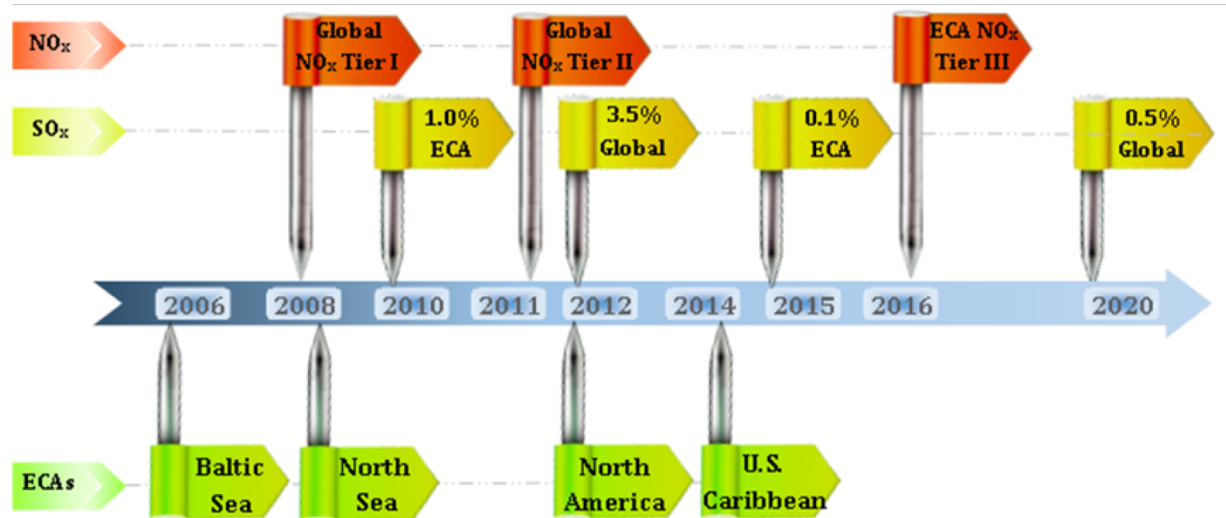 NOₓ
Global
NOₓ Tier I
Global
NOₓ Tier II
ECA NOₓ
Tier III
SOₓ
1.0%
ECA
3.5%
Global
0.1%
ECA
0.5%
Global
2006 2008 2010 2011 2012 2014 2015 2016 2020
ECAs
Baltic
Sea
North
Sea
North
America
U.S.
Caribbean